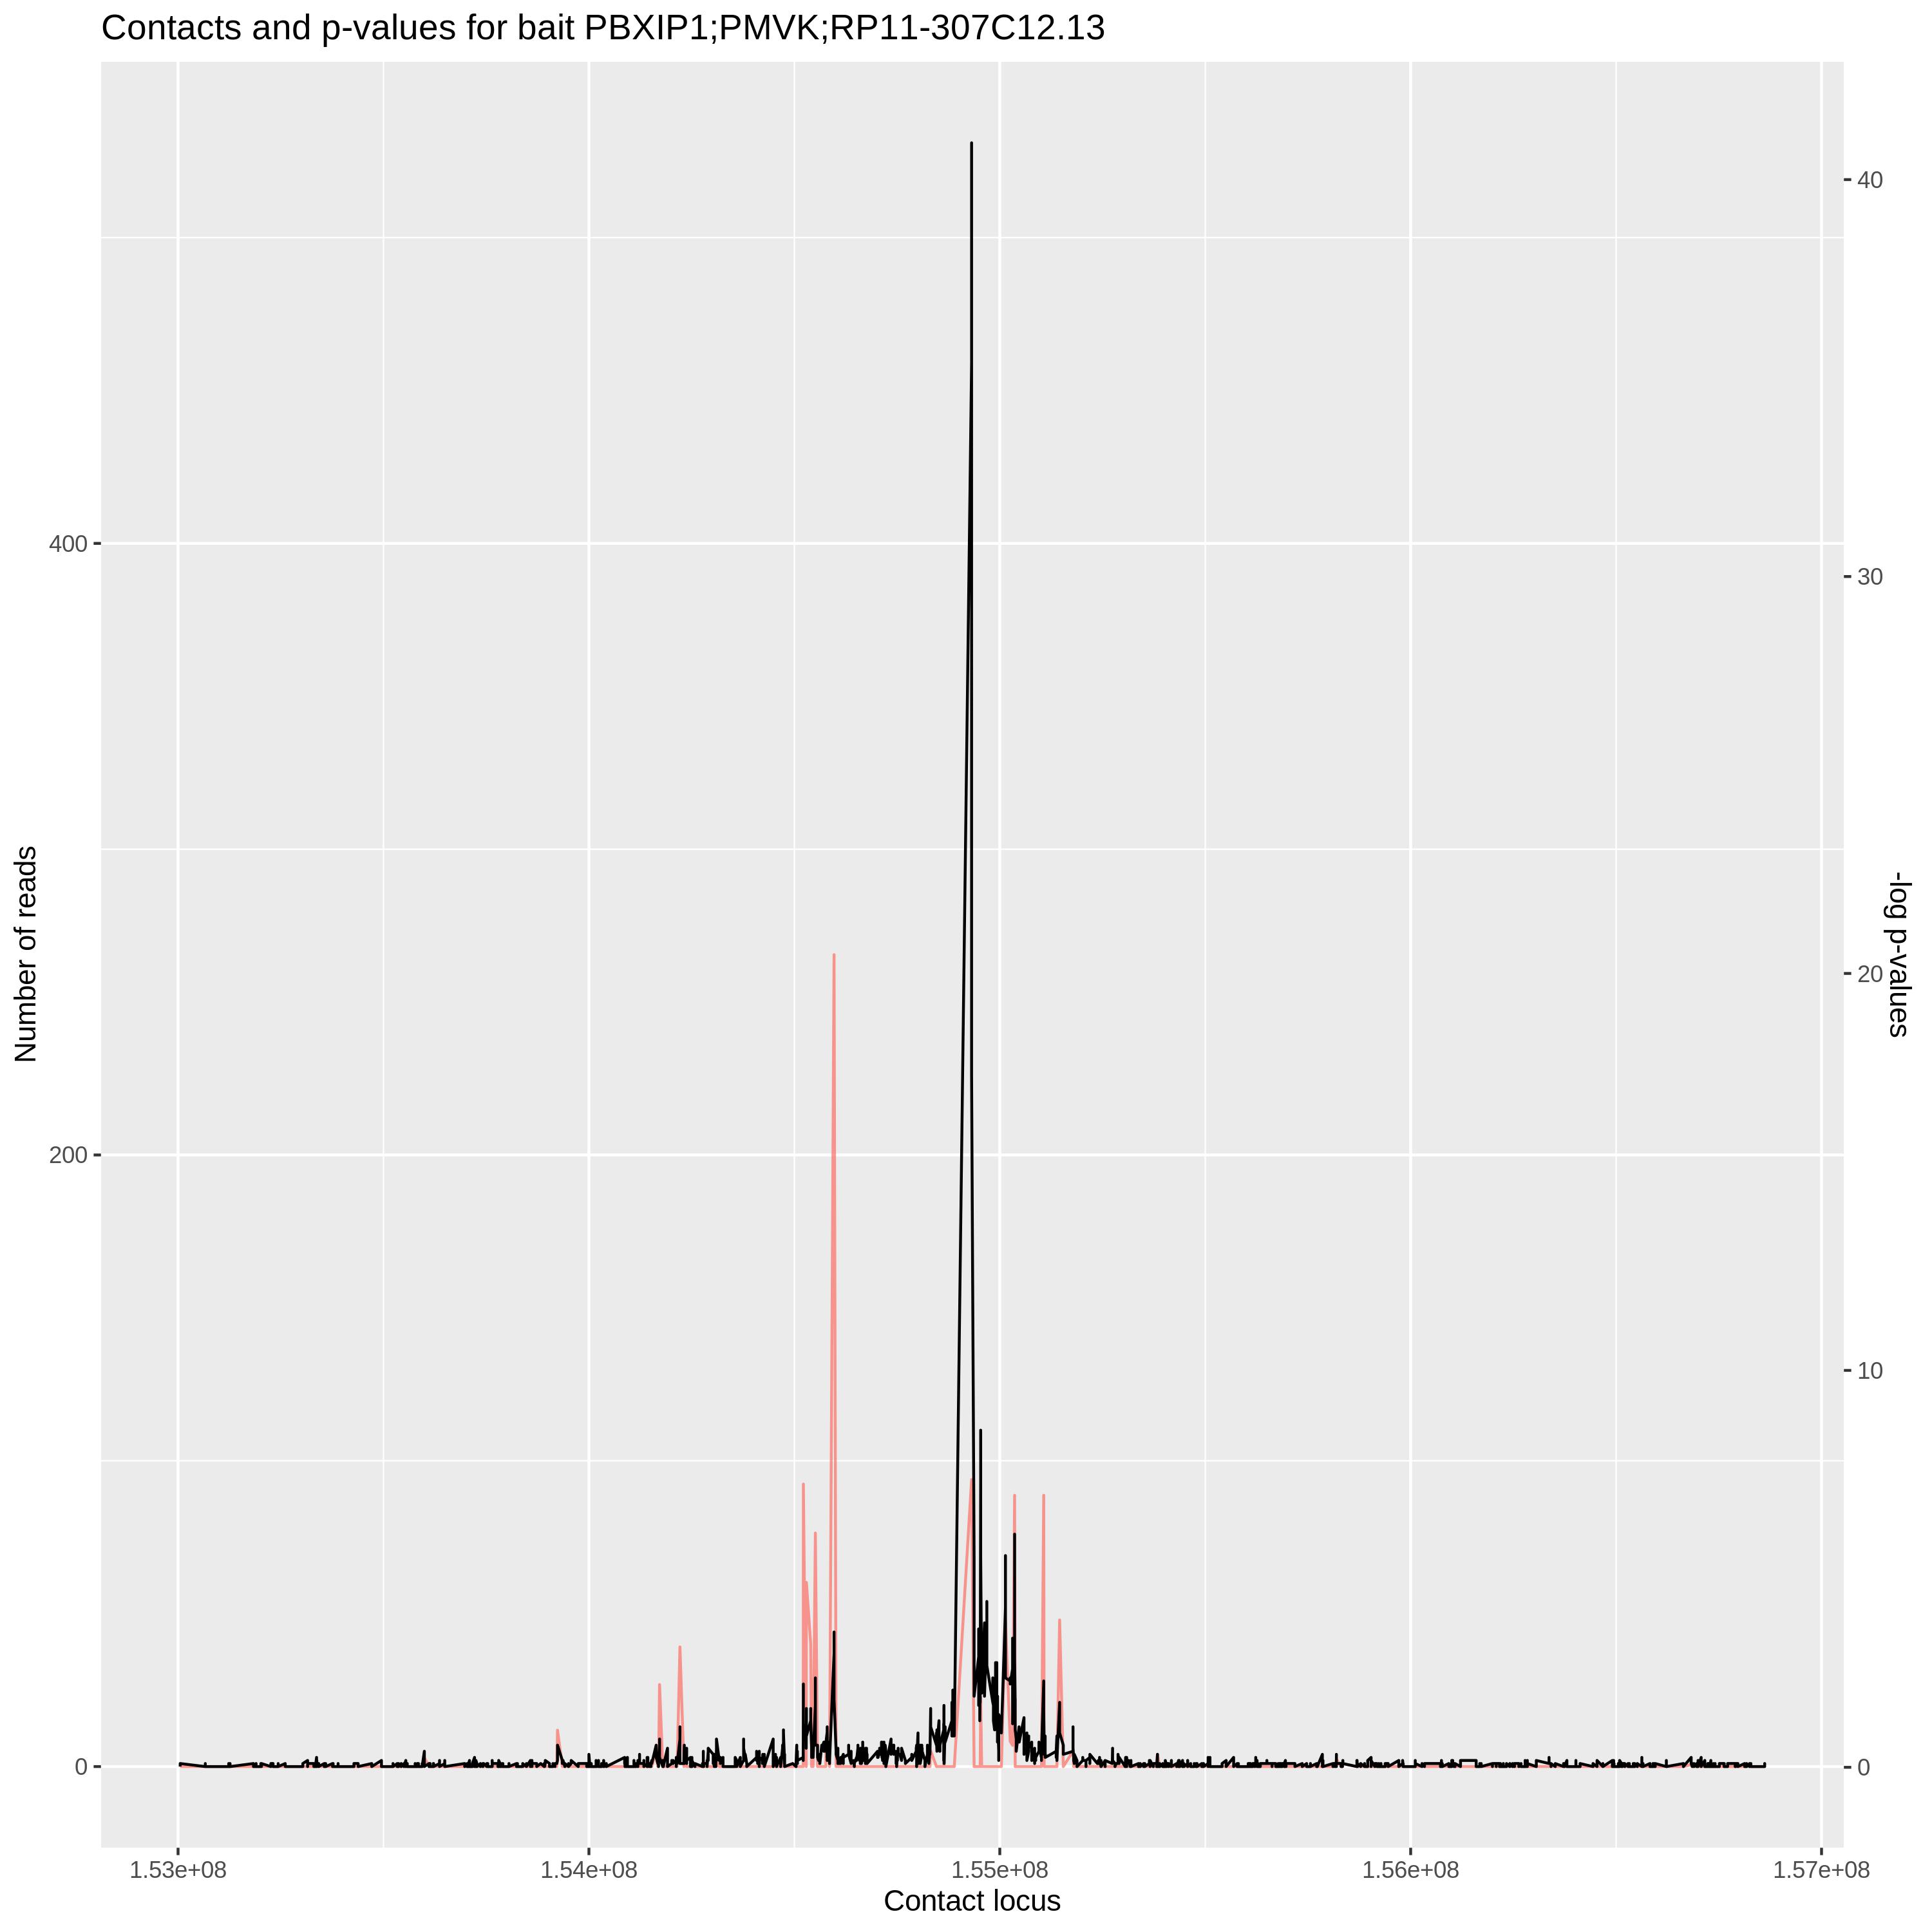 Contacts and p-values for bait PBXIP1;PMVK;RP11-307C12.13
Number of reads
400
200
0
40
30
20
10
0
-log p-values
1.53e+08
1.54e+08
1.55e+08
1.56e+08
1.57e+08
Contact locus